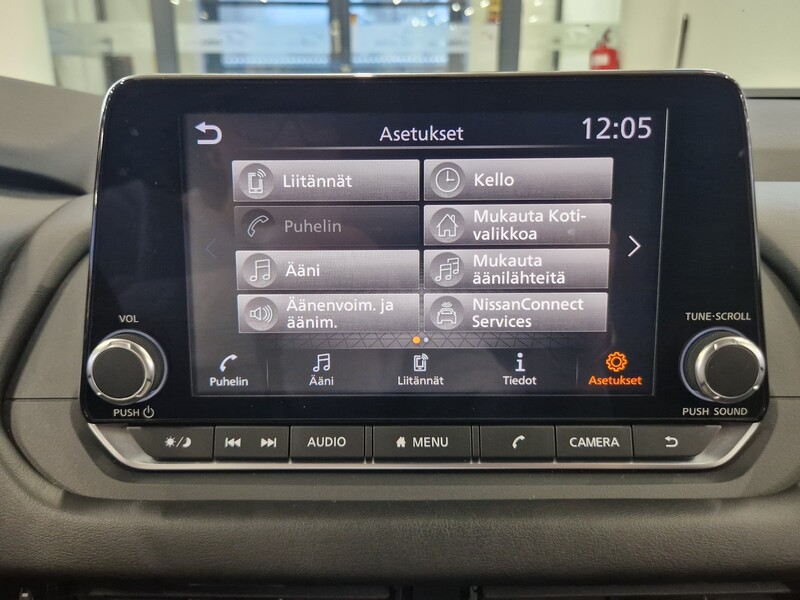 Asetukset
12:05
Liitännät
Kello
Puhelin
Mukauta Koti-
valikkoa
Ääni
Mukauta
äänilähteitä
Äänenvoim. ja
äänim.
NissanConnect
Services
VOL
TUNE·SCROLL
Puhelin
Ääni
Liitännät
Tiedot
Asetukset
PUSH
PUSH SOUND
AUDIO
MENU
CAMERA